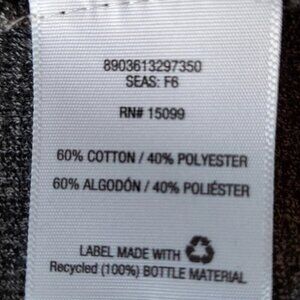 8903613297350
SEAS: F6
RN# 15099
60% COTTON / 40% POLYESTER
60% ALGODÓN / 40% POLIÉSTER
LABEL MADE WITH
Recycled (100%) BOTTLE MATERIAL